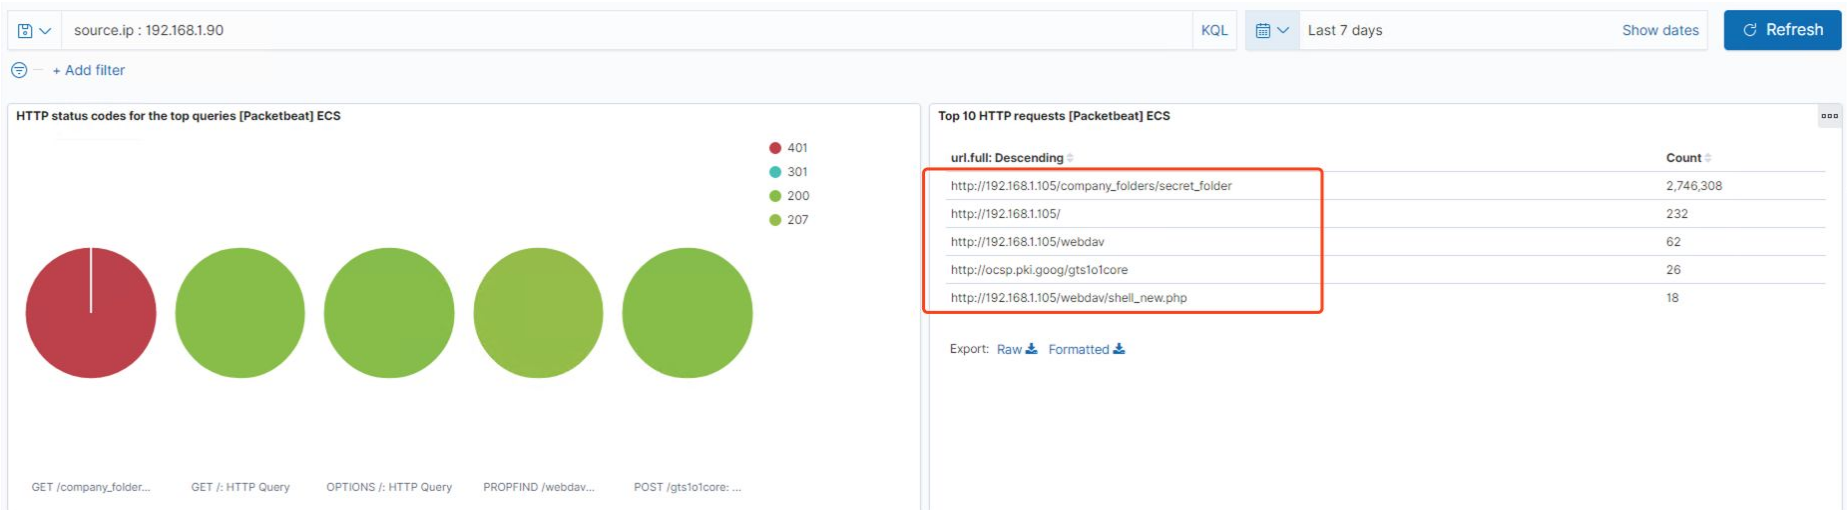 source.ip : 192.168.1.90
KQL
Last 7 days
Show dates
Refresh
+ Add filter
HTTP status codes for the top queries [Packetbeat] ECS
401
301
200
207
GET /company_folder...
GET /: HTTP Query
OPTIONS /: HTTP Query
PROPFIND /webdav...
POST /gts1o1core: ...
Top 10 HTTP requests [Packetbeat] ECS
url.full: Descending Count
http://192.168.1.105/company_folders/secret_folder 2,746,308
http://192.168.1.105/ 232
http://192.168.1.105/webdav 62
http://ocsp.pki.goog/gts1o1core 26
http://192.168.1.105/webdav/shell_new.php 18
Export: Raw Formatted